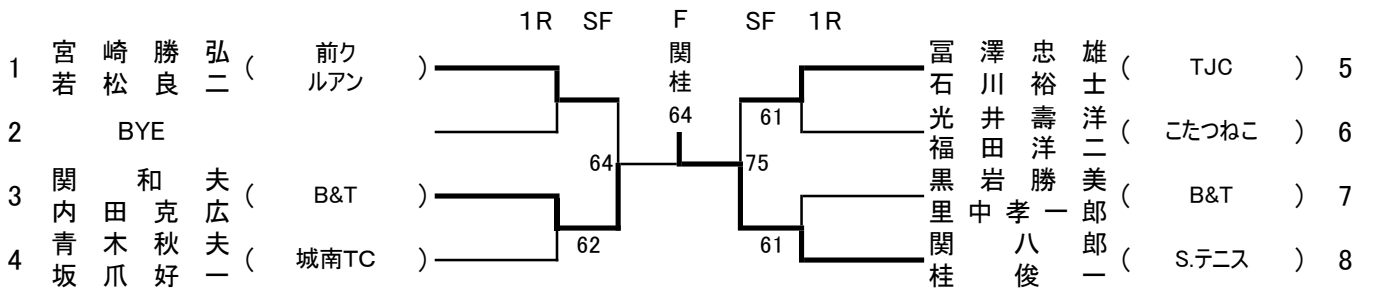 1R SF F SF 1R
関
桂
64
1 宮崎勝弘 ( 前ク )
若松良二 ルアン
2 BYE
64
3 関和夫 ( B&T )
内田克広
62
4 青木秋夫 ( 城南TC )
坂爪好一
冨澤忠雄 ( TJC ) 5
石川裕士
61
光井壽洋 ( こたつねこ ) 6
福田洋二
75
黒岩勝美 ( B&T ) 7
里中孝一郎
61
関八郎 ( S.テニス ) 8
桂俊一